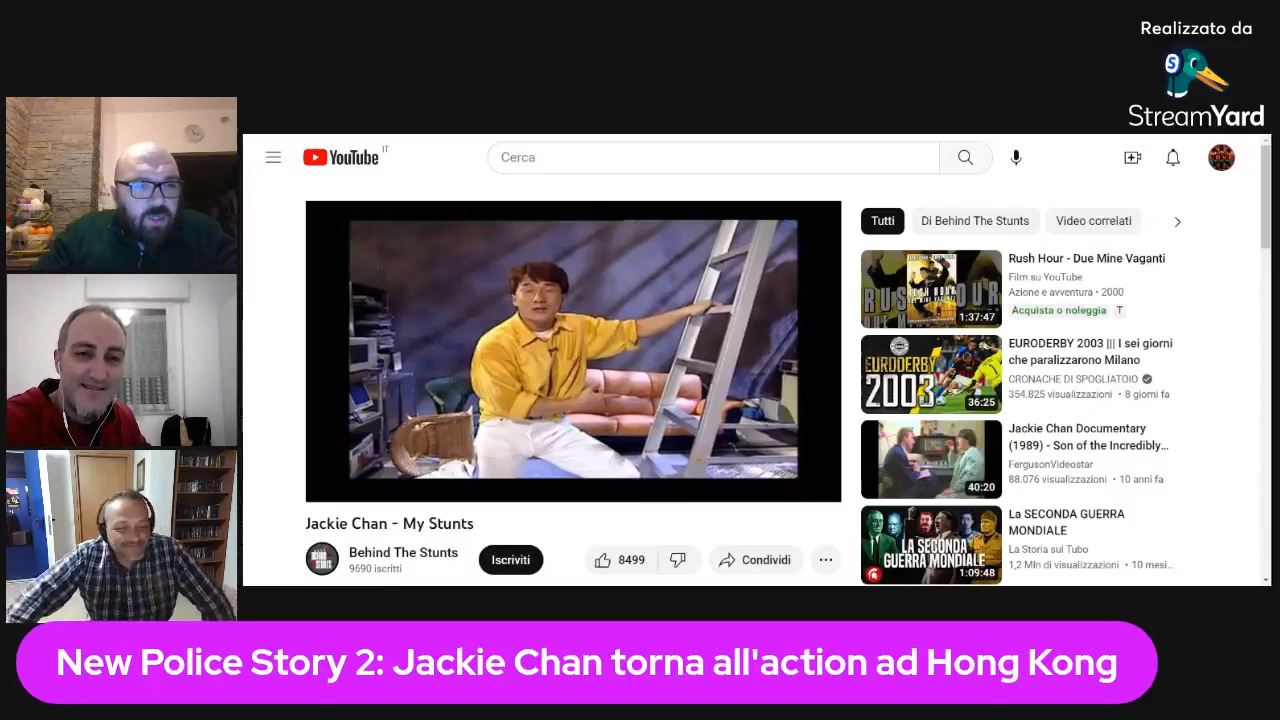 Realizzato da
StreamYard
YouTube IT
Cerca
Tutti
Di Behind The Stunts
Video correlati
Rush Hour - Due Mine Vaganti
Film su YouTube
Azione e avventura • 2000
Acquista o noleggia T
RUSH HOUR
1:37:47
EURODERBY 2003 ||| I sei giorni
che paralizzarono Milano
CRONACHE DI SPOGLIATOIO
354.825 visualizzazioni • 8 giorni fa
EURODERBY
2003
36:25
Jackie Chan Documentary
(1989) - Son of the Incredibly...
FergusonVideostar
88.076 visualizzazioni • 10 anni fa
40:20
La SECONDA GUERRA
MONDIALE
La Storia sul Tubo
1,2 Mln di visualizzazioni • 10 mesi...
LA SECONDA
GUERRA MONDIALE
1:09:48
Jackie Chan - My Stunts
Behind The Stunts
9690 iscritti
Iscriviti
8499
Condividi
New Police Story 2: Jackie Chan torna all'action ad Hong Kong